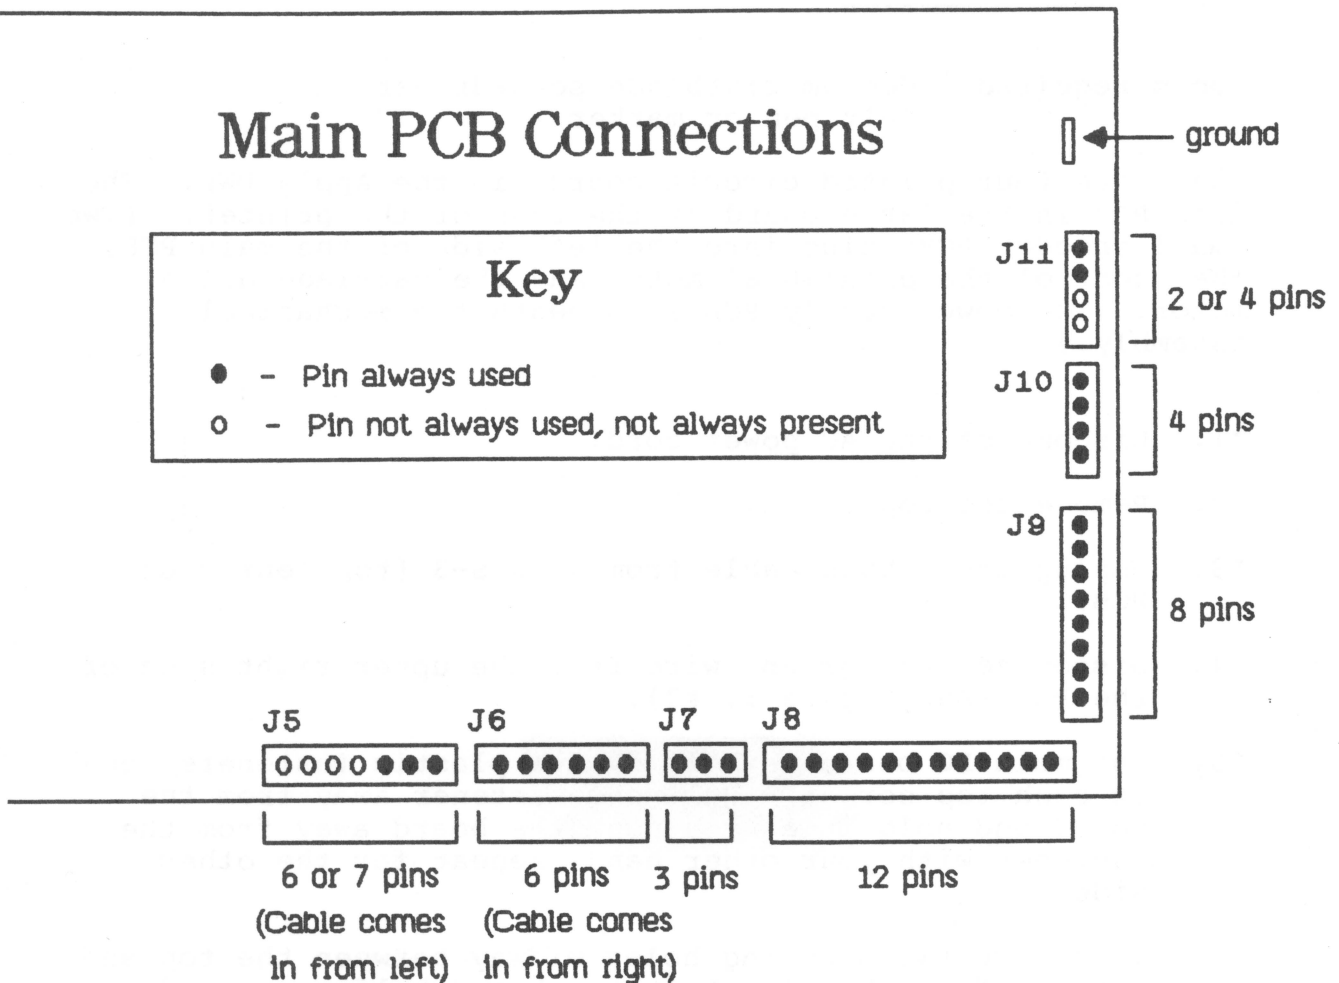 Main PCB Connections
ground
Key
- Pin always used
- Pin not always used, not always present
J11
2 or 4 pins
J10
4 pins
J9
8 pins
J5
J6
J7
J8
6 or 7 pins
(Cable comes
in from left)
6 pins
(Cable comes
in from right)
3 pins
12 pins